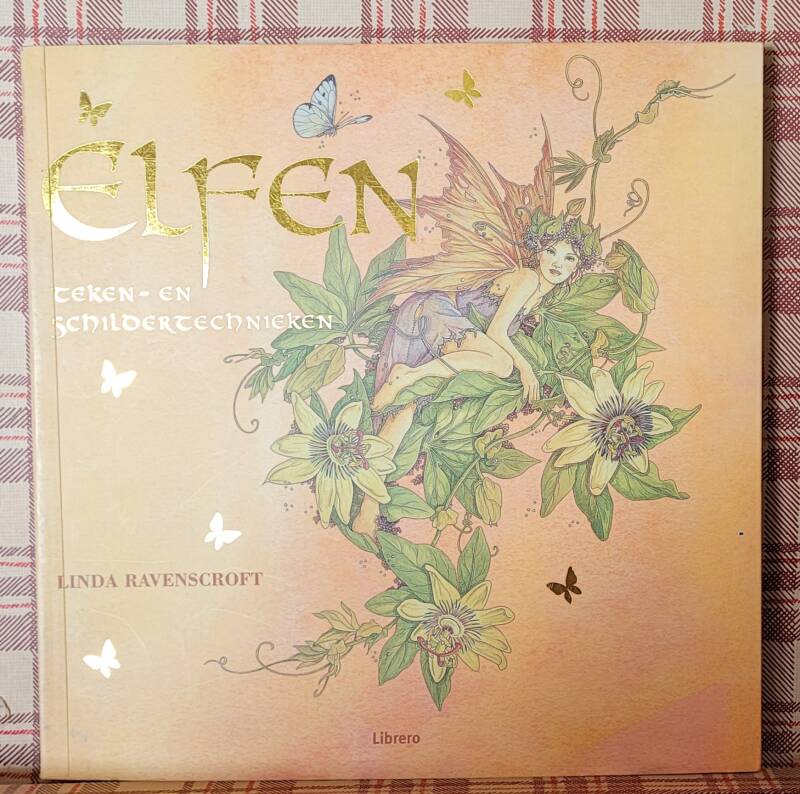 ELFEN
TEKEN- EN
SCHILDERTECHNIEKEN
LINDA RAVENSCROFT
Librero